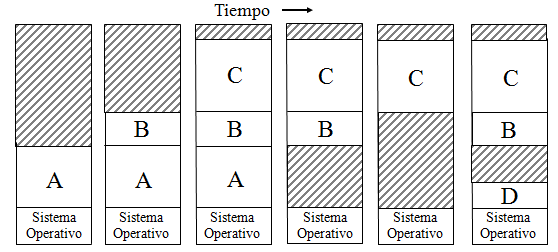 Tiempo
A
Sistema
Operativo
B
A
Sistema
Operativo
C
B
A
Sistema
Operativo
C
B
Sistema
Operativo
C
Sistema
Operativo
C
B
D
Sistema
Operativo